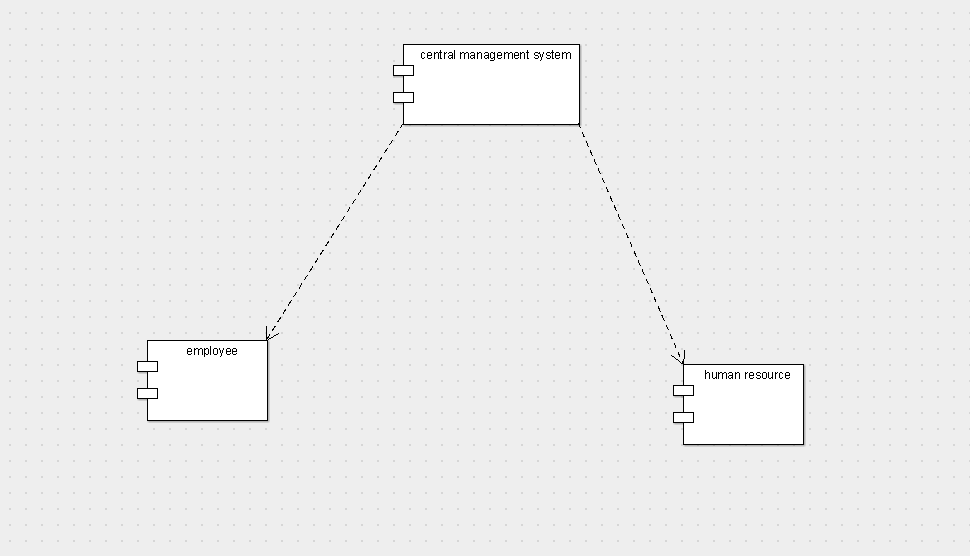 central management system
employee
human resource